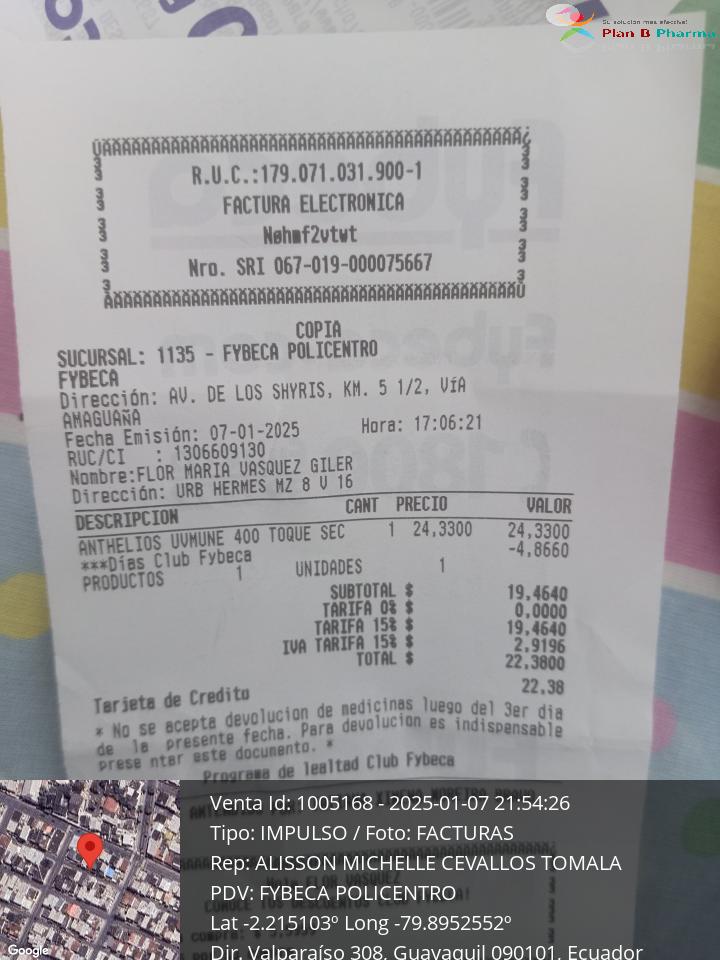 Su solución más efectiva!
Plan B Pharma
R.U.C.:179.071.031.900-1
FACTURA ELECTRONICA
Nøhmf2vtwt
Nro. SRI 067-019-000075667
COPIA
SUCURSAL: 1135 - FYBECA POLICENTRO
FYBECA
Dirección: AV. DE LOS SHYRIS, KM. 5 1/2, VíA
AMAGUAñA
Fecha Emisión: 07-01-2025 Hora: 17:06:21
RUC/CI : 1306609130
Nombre:FLOR MARIA VASQUEZ GILER
Dirección: URB HERMES MZ 8 V 16
DESCRIPCION CANT PRECIO VALOR
ANTHELIOS UVMUNE 400 TOQUE SEC 1 24,3300 24,3300
***Días Club Fybeca -4,8660
PRODUCTOS 1 UNIDADES 1
SUBTOTAL $ 19,4640
TARIFA 0% $ 0,0000
TARIFA 15% $ 19,4640
IVA TARIFA 15% $ 2,9196
TOTAL $ 22,3800
Tarjeta de Credito 22,38
* No se acepta devolucion de medicinas luego del 3er dia
de la presente fecha. Para devolucion es indispensable
prese ntar este documento. *
Programa de lealtad Club Fybeca
Venta Id: 1005168 - 2025-01-07 21:54:26
Tipo: IMPULSO / Foto: FACTURAS
Rep: ALISSON MICHELLE CEVALLOS TOMALA
PDV: FYBECA POLICENTRO
Lat -2.215103º Long -79.8952552º
Dir. Valparaíso 308, Guayaquil 090101, Ecuador
Google